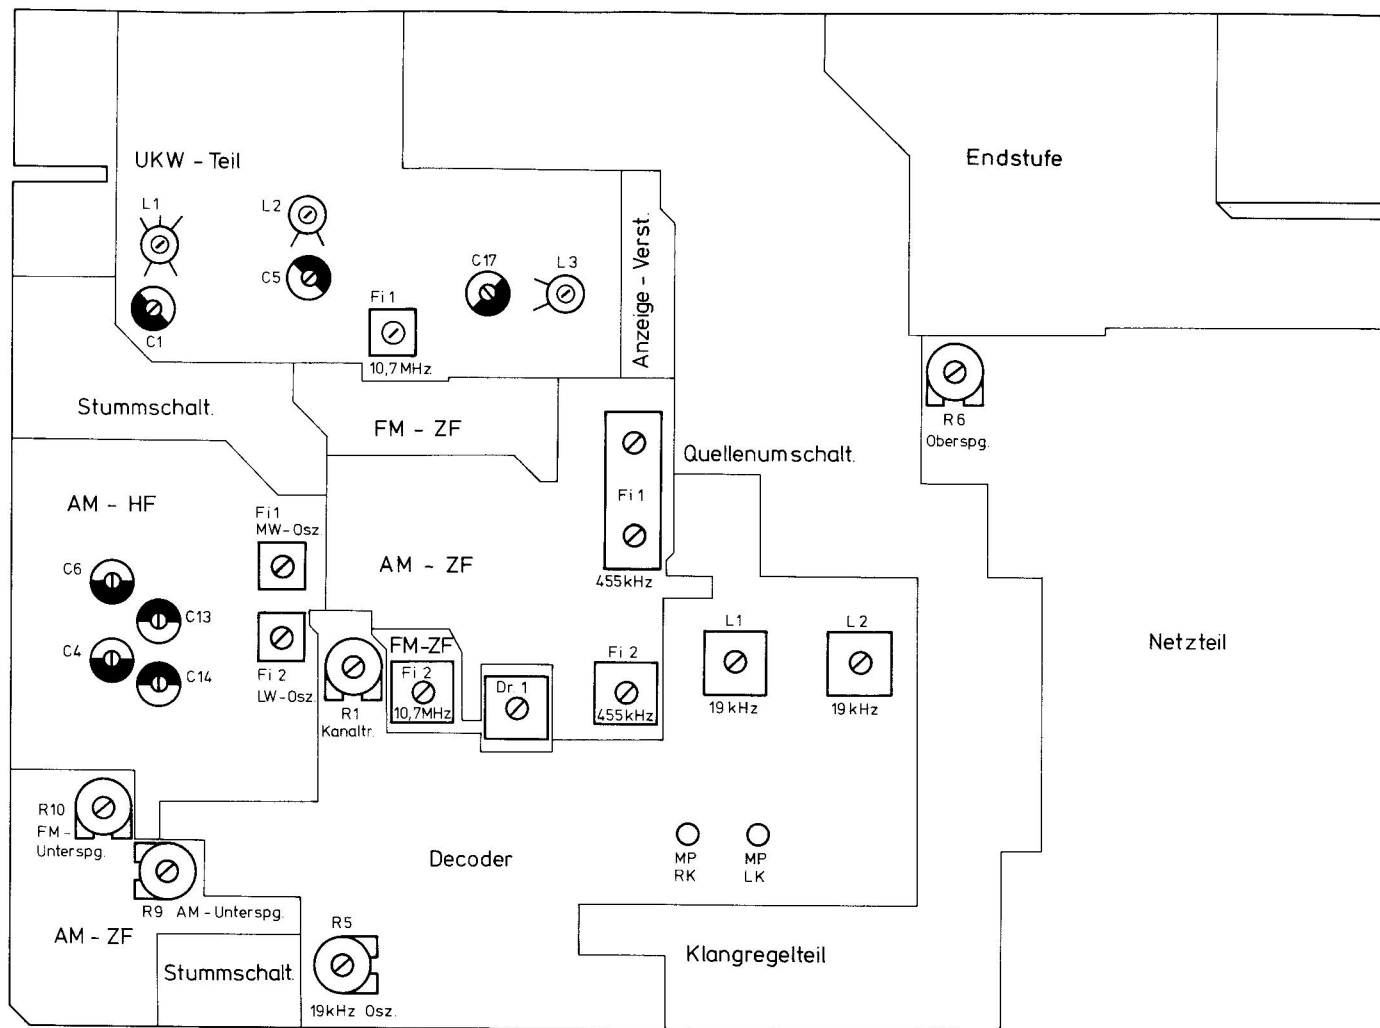 UKW - Teil
Endstufe
L1
L2
C17
L3
C5
Fi 1
C1
10,7 MHz
Anzeige - Verst.
Stummschalt.
FM - ZF
R6
Oberspg.
Quellenumschalt.
AM - HF
Fi 1
MW-Osz.
Fi 1
AM - ZF
455kHz
C6
C13
L1
L2
C4
FM-ZF
Netzteil
Fi 2
Fi 2
Fi 2
C14
LW-Osz.
Dr. 1
R1
10,7MHz
455kHz
19 kHz
19 kHz
Kanaltr.
R10
FM-
Unterspg.
Decoder
MP
RK
MP
LK
R9 AM-Unterspg.
R5
AM - ZF
Stummschalt.
Klangregelteil
19kHz Osz.